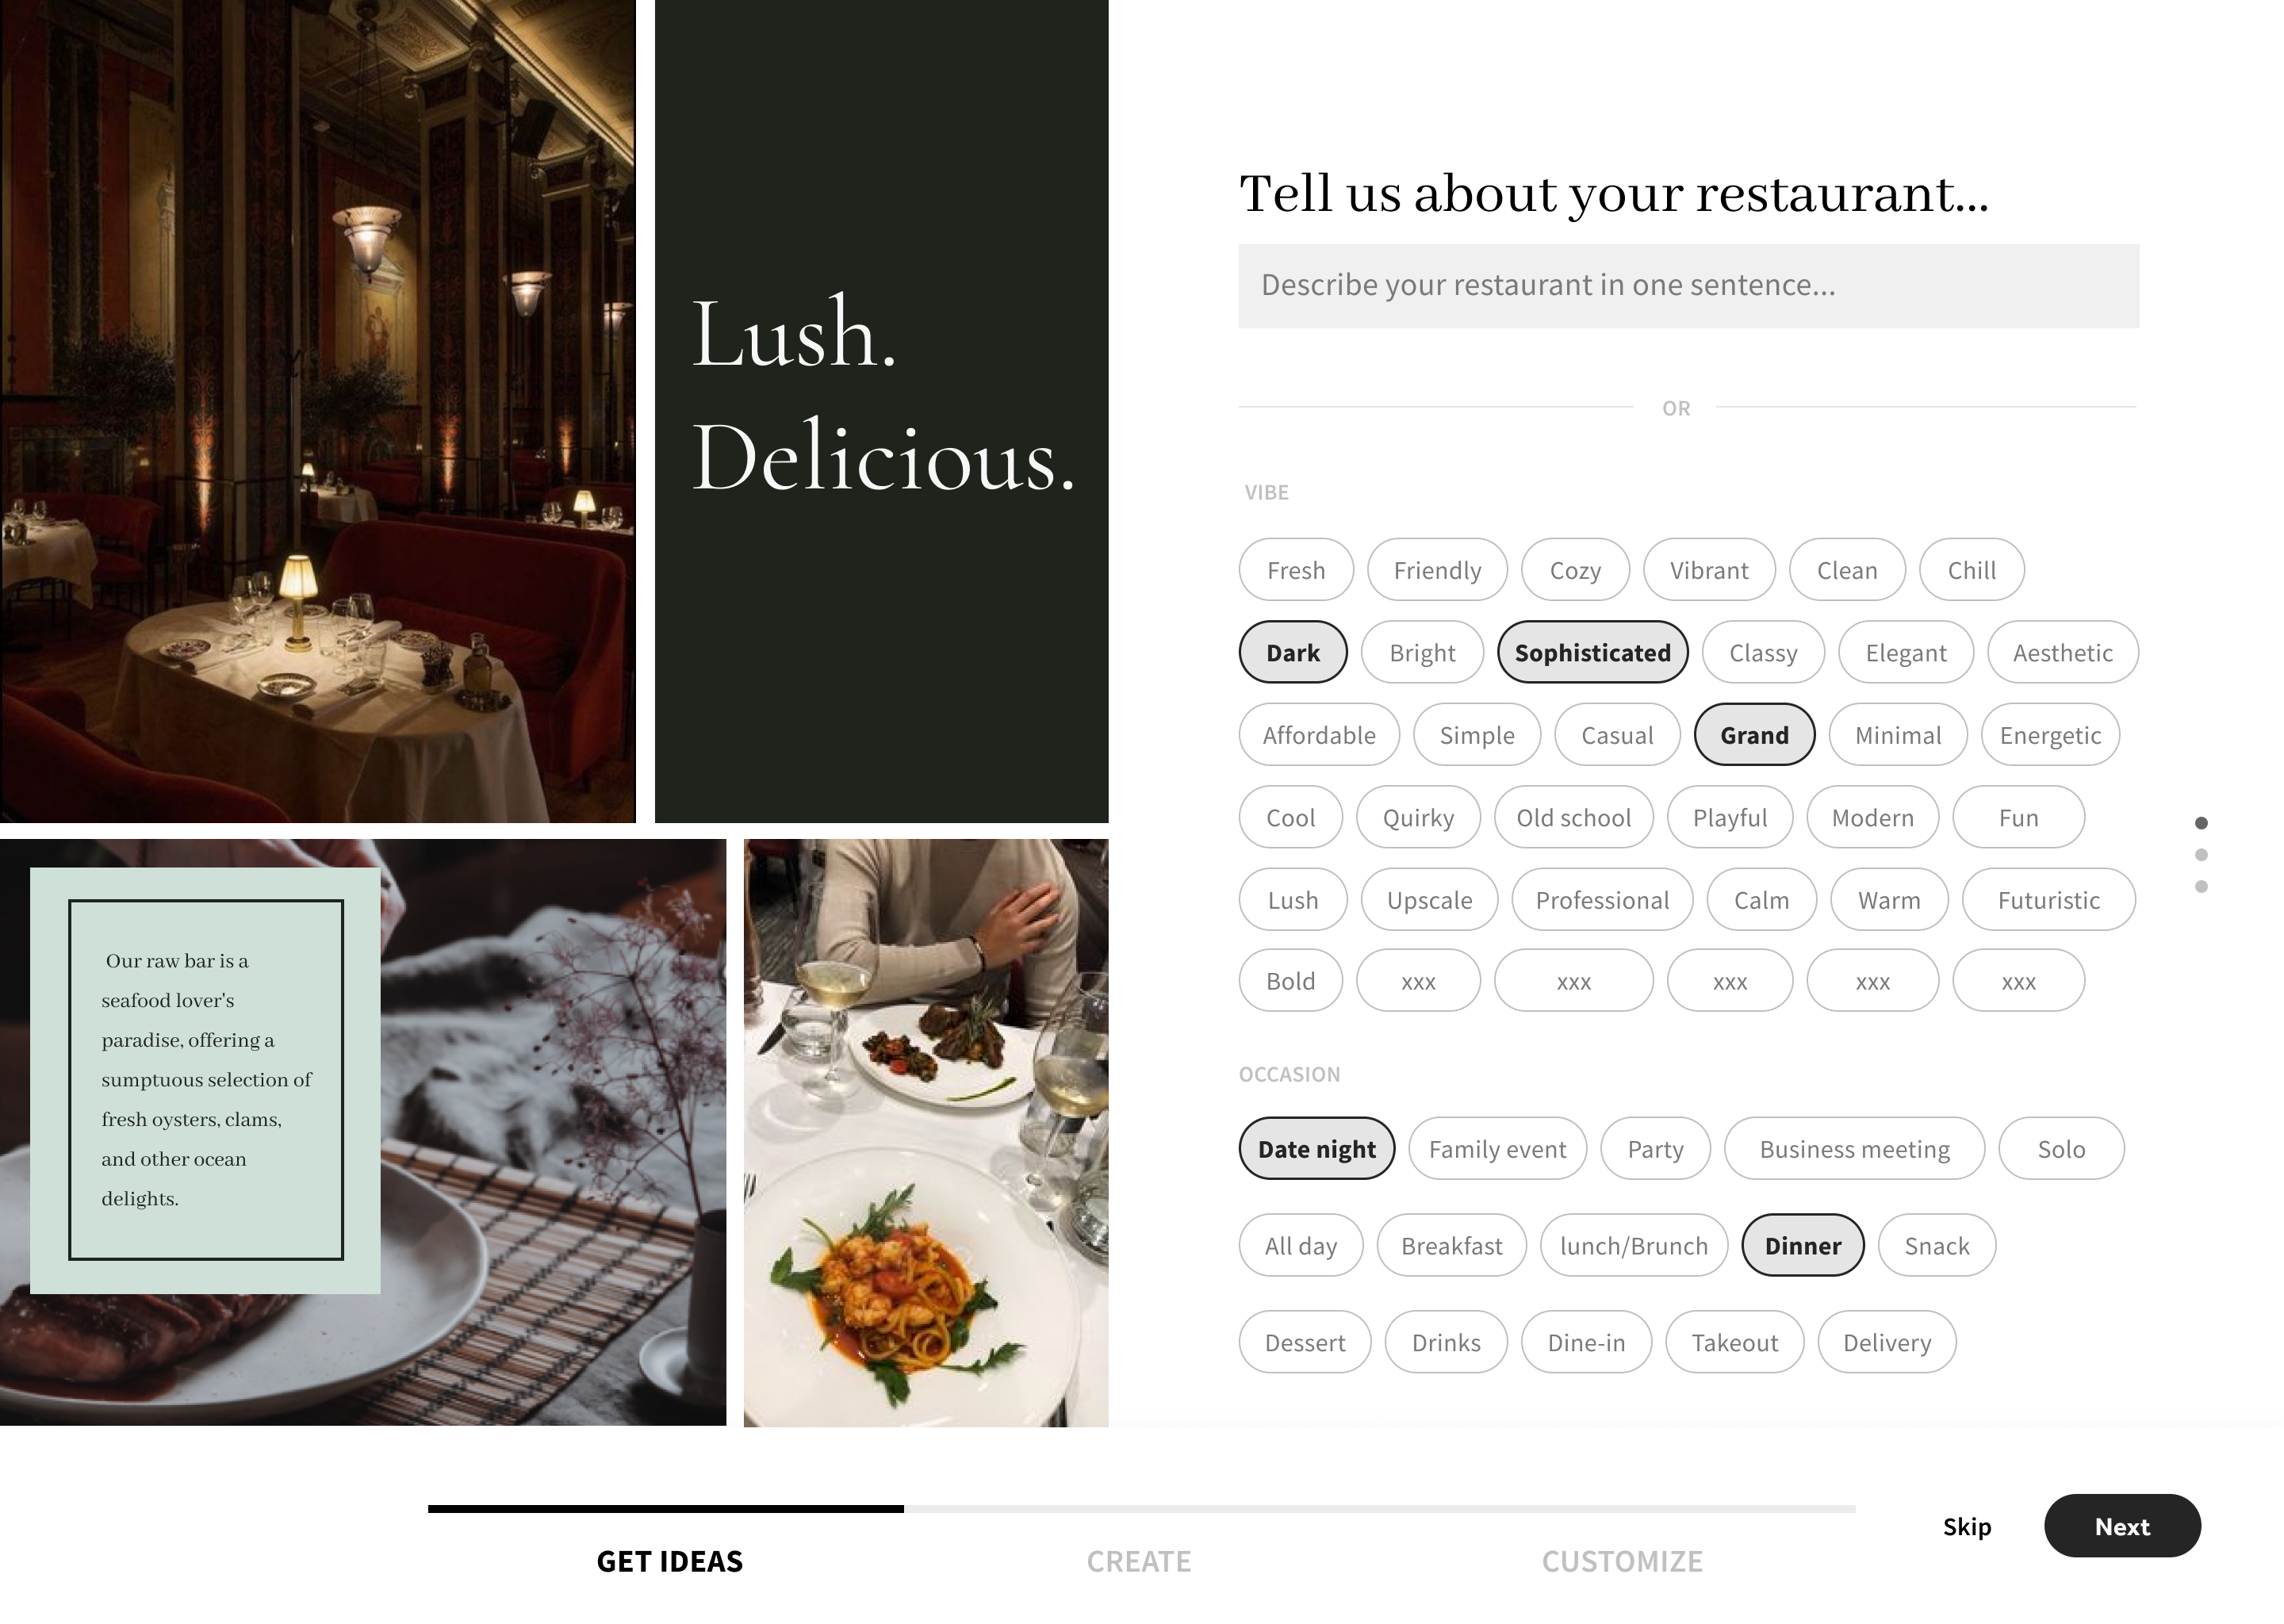 Lush.
Delicious.
Our raw bar is a
seafood lover's
paradise, offering a
sumptuous selection of
fresh oysters, clams,
and other ocean
delights.
Tell us about your restaurant...
Describe your restaurant in one sentence...
OR
VIBE
Fresh Friendly Cozy Vibrant Clean Chill
Dark Bright Sophisticated Classy Elegant Aesthetic
Affordable Simple Casual Grand Minimal Energetic
Cool Quirky Old school Playful Modern Fun
Lush Upscale Professional Calm Warm Futuristic
Bold xxx xxx xxx xxx xxx
OCCASION
Date night Family event Party Business meeting Solo
All day Breakfast lunch/Brunch Dinner Snack
Dessert Drinks Dine-in Takeout Delivery
Skip Next
GET IDEAS CREATE CUSTOMIZE